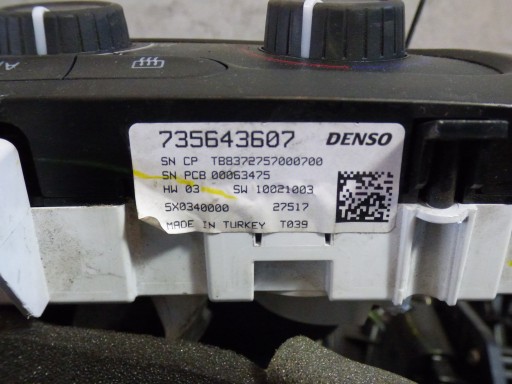 A/
735643607 DENSO
SN CP TB8372757000700
SN PCB 00063475
HW 03 SW 10021003
5X0340000 27517
MADE IN TURKEY T039